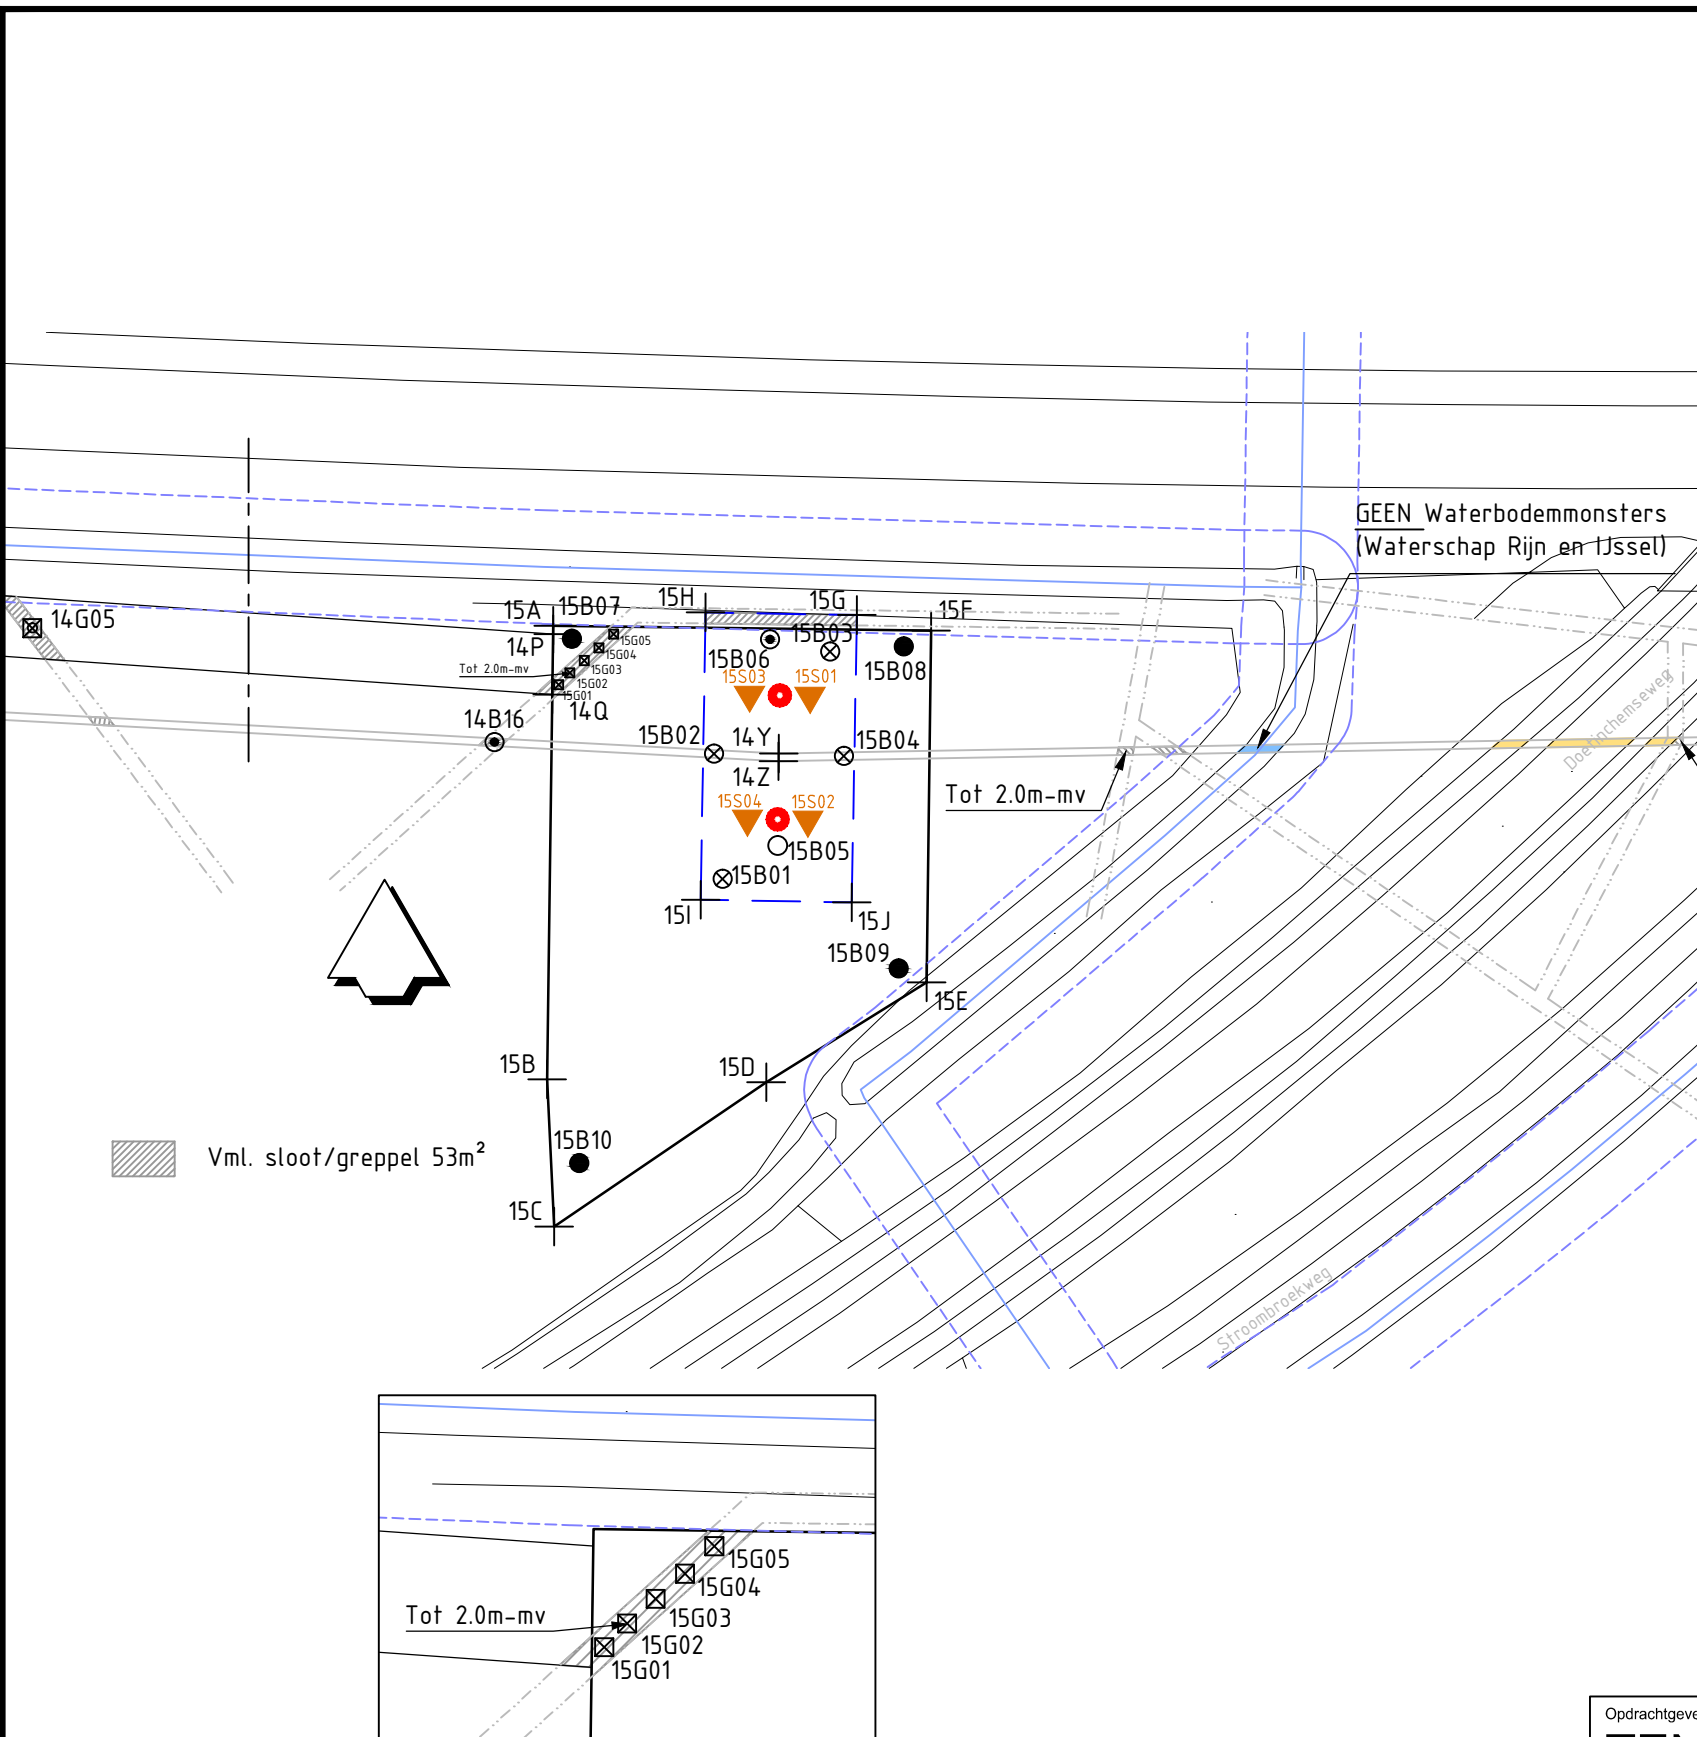 GEEN Waterbodemmonsters
(Waterschap Rijn en IJssel)
14G05
15A
15B07
15H
15G
15F
14P
15G05
15G04
15G03
15G02
15G01
Tot 2.0m-mv
14Q
15B06
15B03
15B08
15S03
15S01
14B16
15B02
14Y
15B04
14Z
Doetinchemseweg
Tot 2.0m-mv
15S04
15S02
15B05
15B01
15I
15J
15B09
15E
15B
15D
15B10
Vml. sloot/greppel 53m²
15C
Stroombroekweg
15G05
15G04
Tot 2.0m-mv
15G03
15G02
15G01